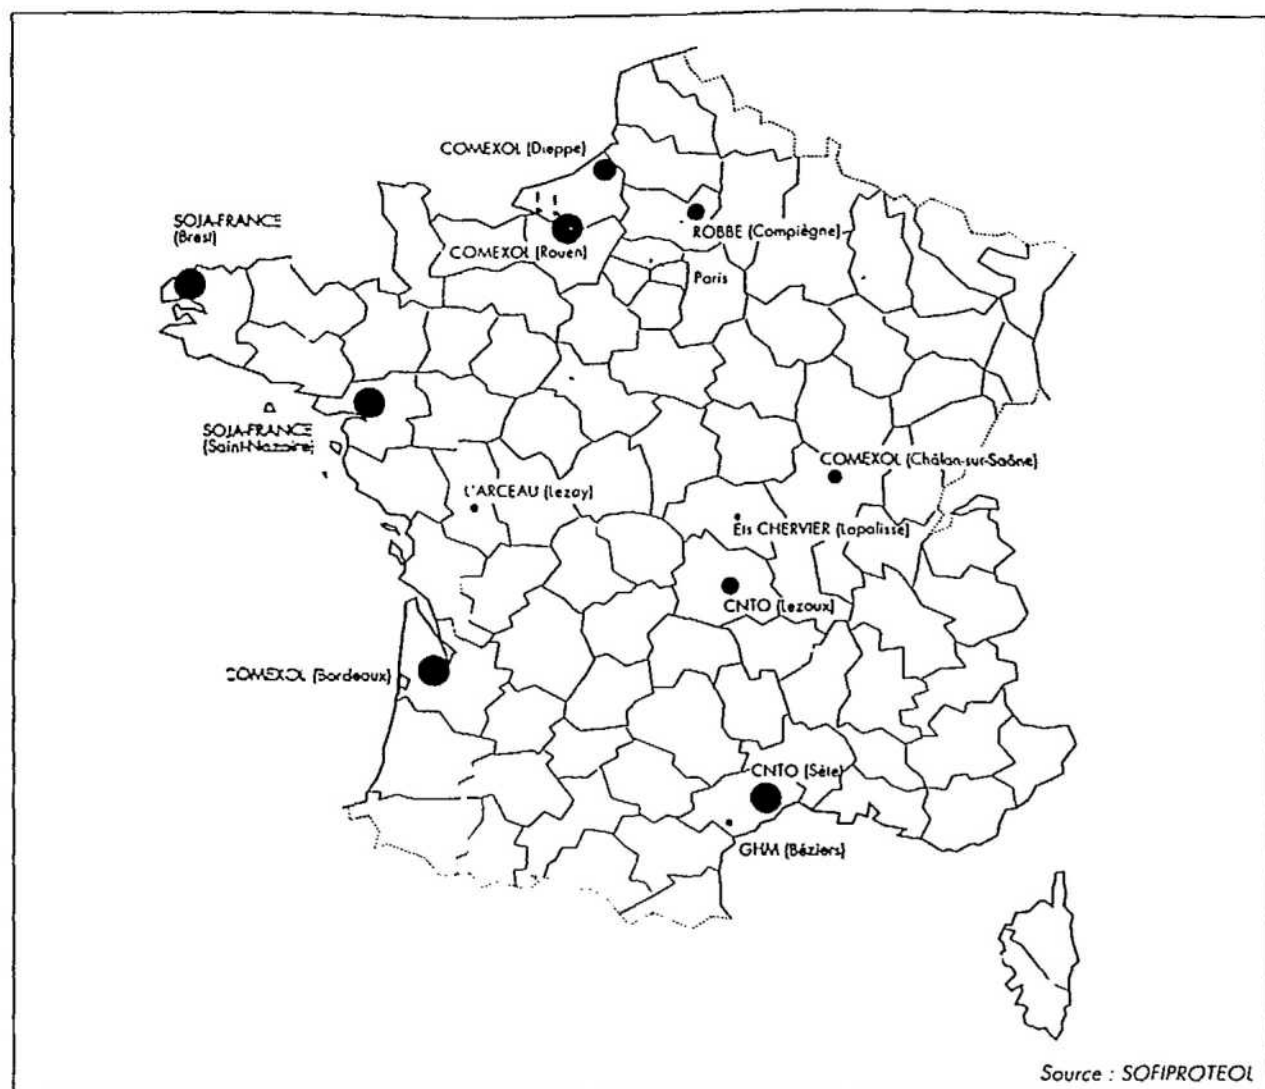 COMEXOL (Dieppe)
SOJA-FRANCE
(Brest)
ROBBE (Compiègne)
COMEXOL (Rouen)
Paris
SOJA-FRANCE
(Saint-Nazaire)
COMEXOL (Châlon-sur-Saône)
L'ARCEAU (Lezay)
Ets CHERVIER (Lapalisse)
CNTO (Lezoux)
COMEXOL (Bordeaux)
CNTO (Sète)
GHM (Béziers)
Source : SOFIPROTEOL